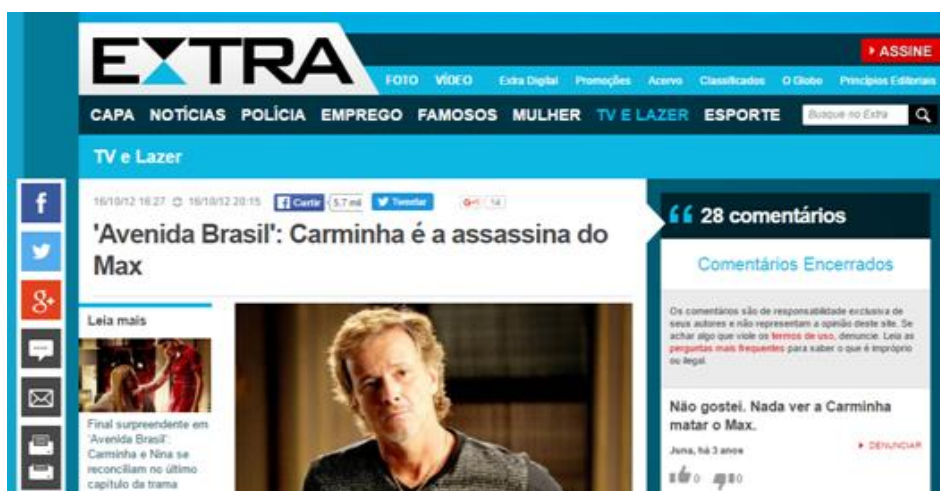 EXTRA
ASSINE
FOTO VÍDEO Extra Digital Promoções Acervo Classificados O Globo Princípios Editoriais
CAPA NOTÍCIAS POLÍCIA EMPREGO FAMOSOS MULHER TV E LAZER ESPORTE Busque no Extra
TV e Lazer
16/10/12 16:27 16/10/12 20:15 Curtir 5.7 mil Tweetar G+1 14
'Avenida Brasil': Carminha é a assassina do
Max
Leia mais
Final surpreendente em
'Avenida Brasil':
Carminha e Nina se
reconciliam no último
capítulo da trama
28 comentários
Comentários Encerrados
Os comentários são de responsabilidade exclusiva de
seus autores e não representam a opinião deste site. Se
achar algo que viole os termos de uso, denuncie. Leia as
perguntas mais frequentes para saber o que é impróprio
ou ilegal.
Não gostei. Nada ver a Carminha
matar o Max.
há 3 anos
DENUNCIAR
0 0